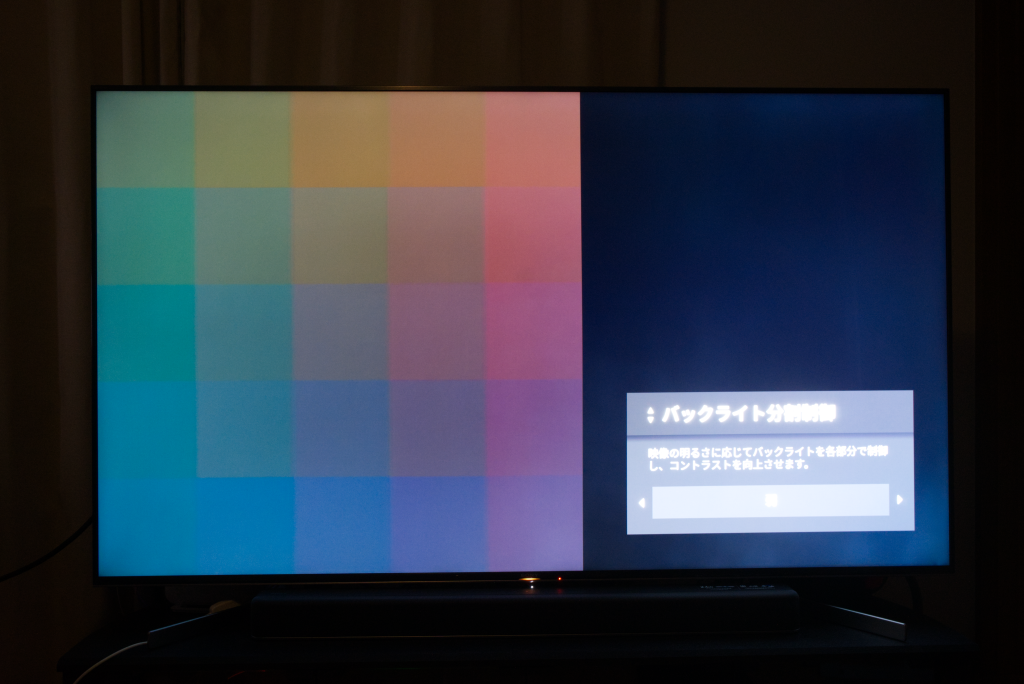 バックライト分割制御
映像の明るさに応じてバックライトを各部分で制御
し、コントラストを向上させます。